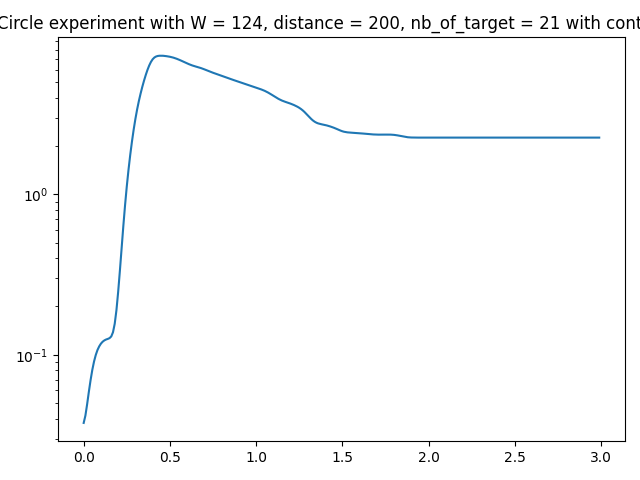 Circle experiment with W = 124, distance = 200, nb_of_target = 21 with cont
10⁰
10⁻¹
0.0 0.5 1.0 1.5 2.0 2.5 3.0